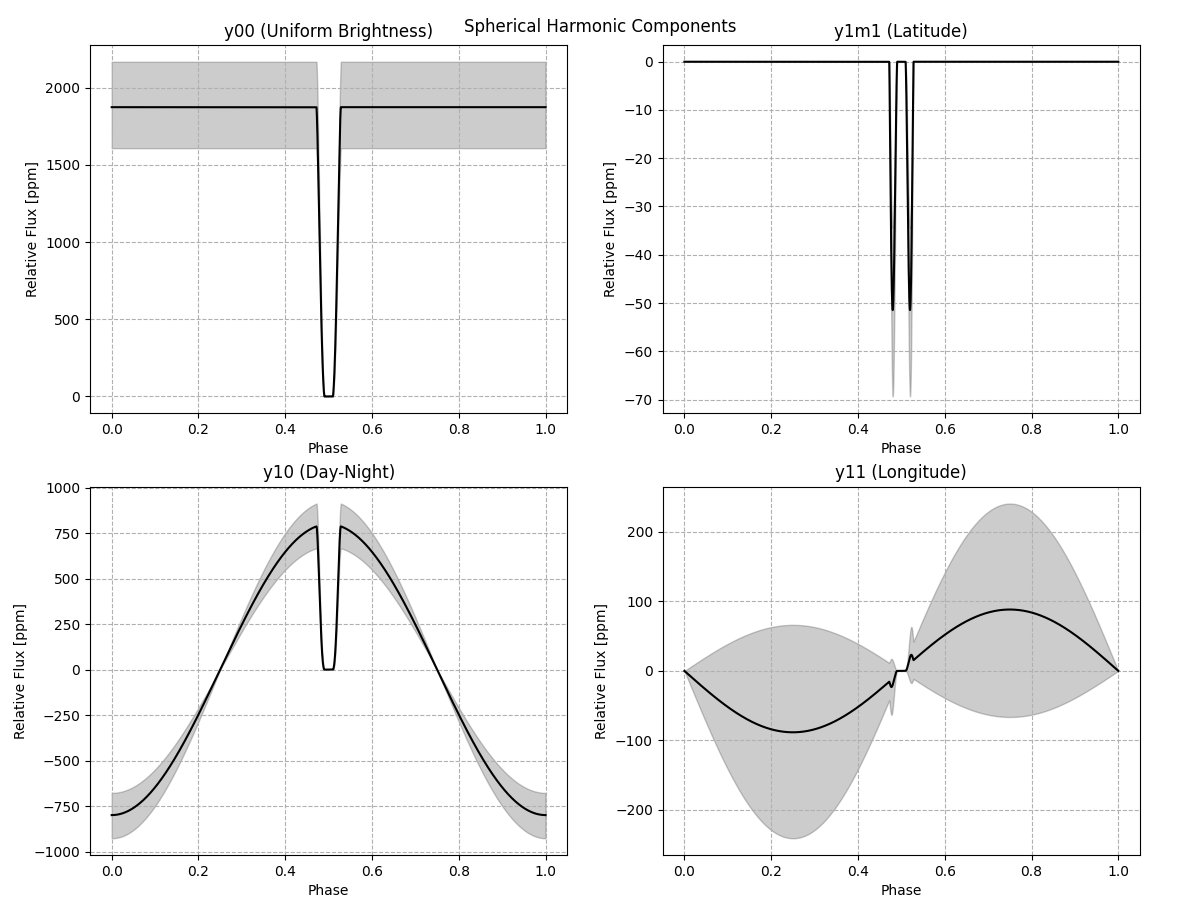 Spherical Harmonic Components
y00 (Uniform Brightness)
2000
1500
1000
500
0
Relative Flux [ppm]
0.0 0.2 0.4 0.6 0.8 1.0
Phase
y1m1 (Latitude)
0
−10
−20
−30
−40
−50
−60
−70
Relative Flux [ppm]
0.0 0.2 0.4 0.6 0.8 1.0
Phase
y10 (Day-Night)
1000
750
500
250
0
−250
−500
−750
−1000
Relative Flux [ppm]
0.0 0.2 0.4 0.6 0.8 1.0
Phase
y11 (Longitude)
200
100
0
−100
−200
Relative Flux [ppm]
0.0 0.2 0.4 0.6 0.8 1.0
Phase